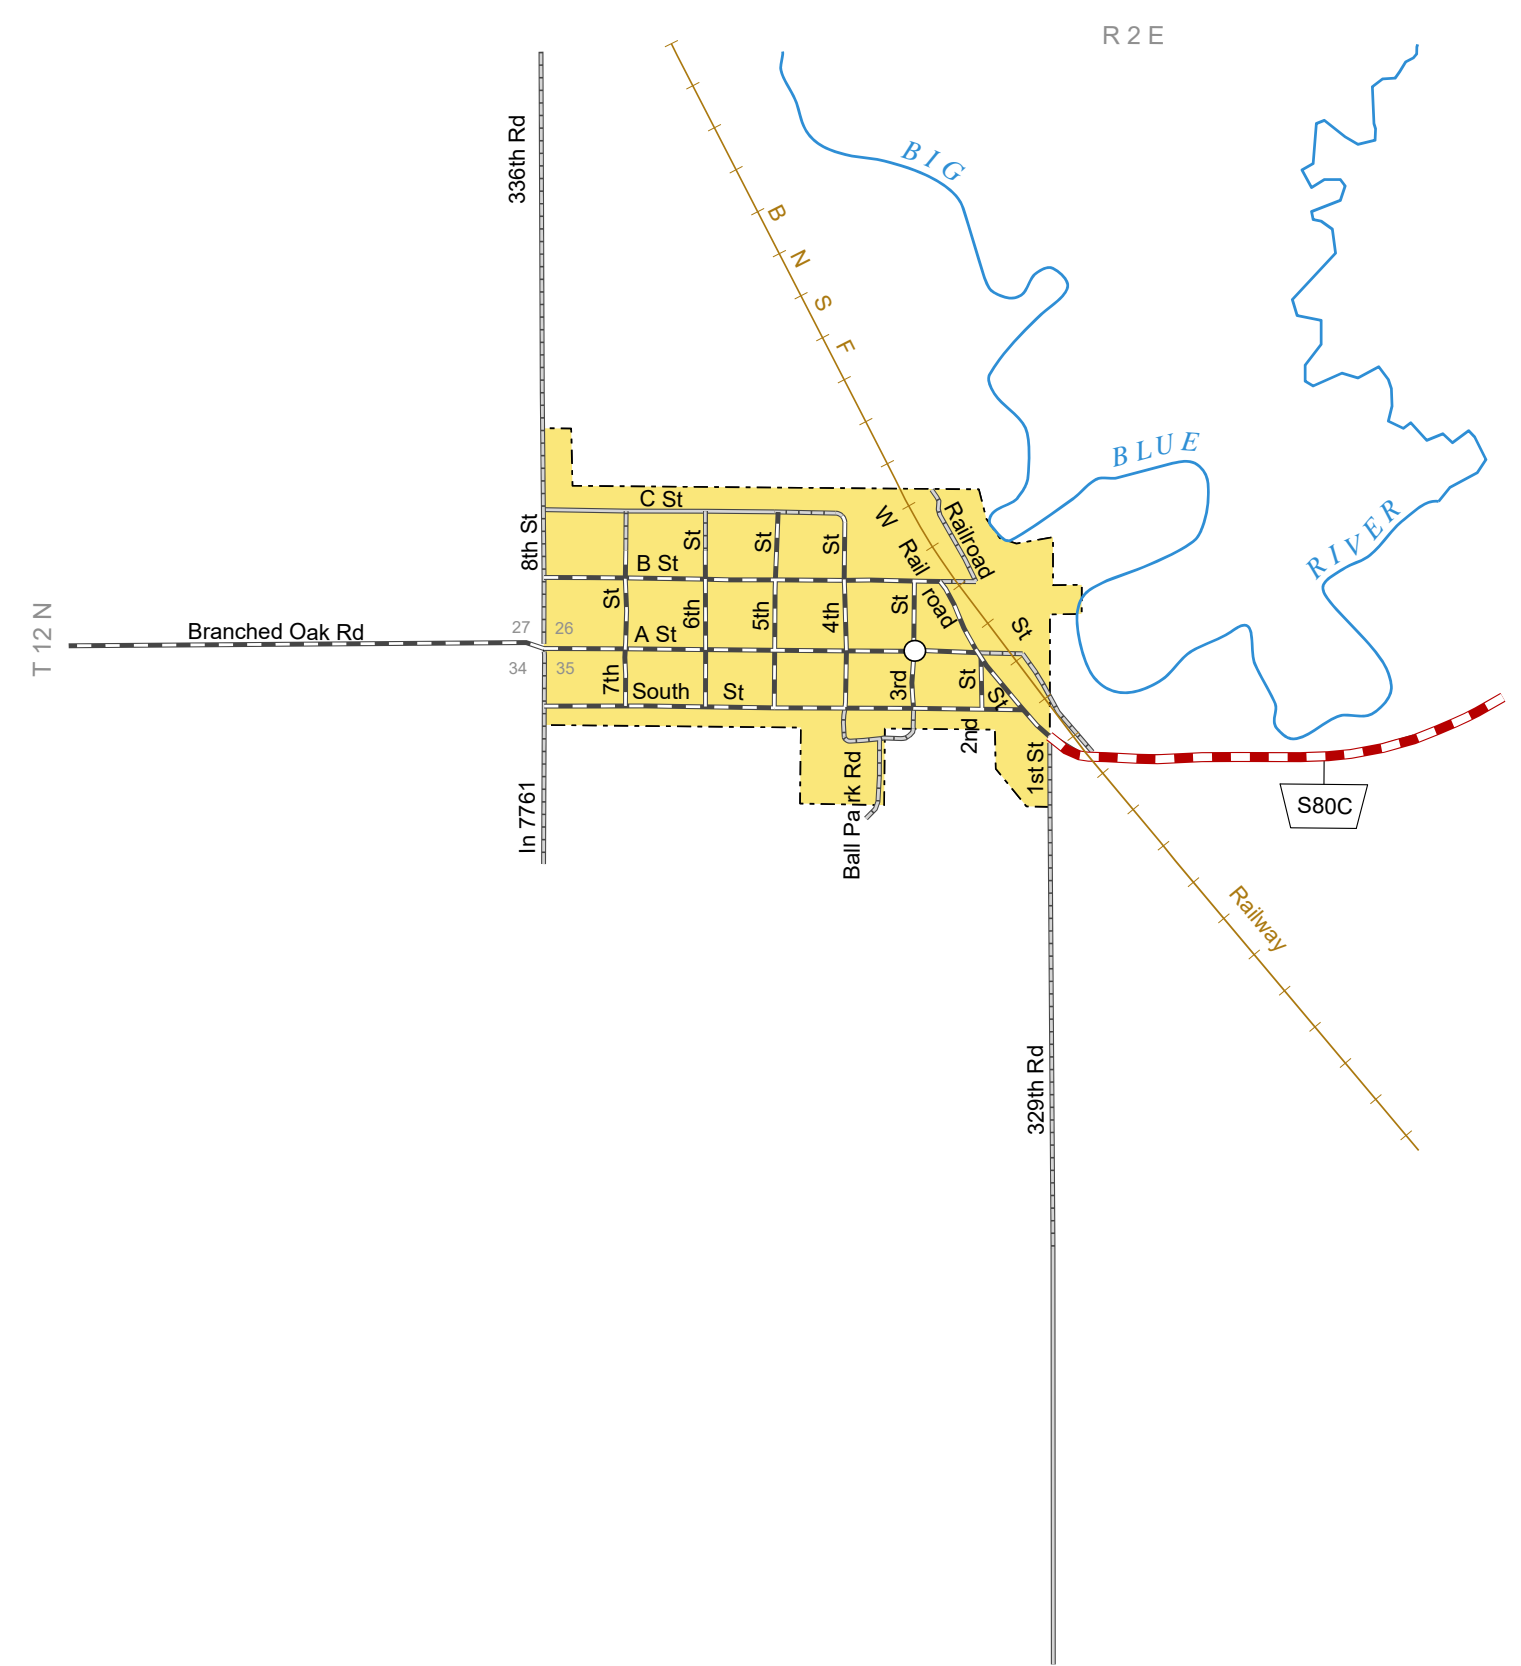 R 2 E
336th Rd
BIG
BNSF
BLUE
RIVER
C St
Railroad St
W Railroad St
8th St
B St
7th St
6th St
5th St
4th St
3rd St
2nd St
1st St
T 12 N
Branched Oak Rd
27 26
A St
34 35
South St
Ball Park Rd
ln 7761
S80C
Railway
329th Rd